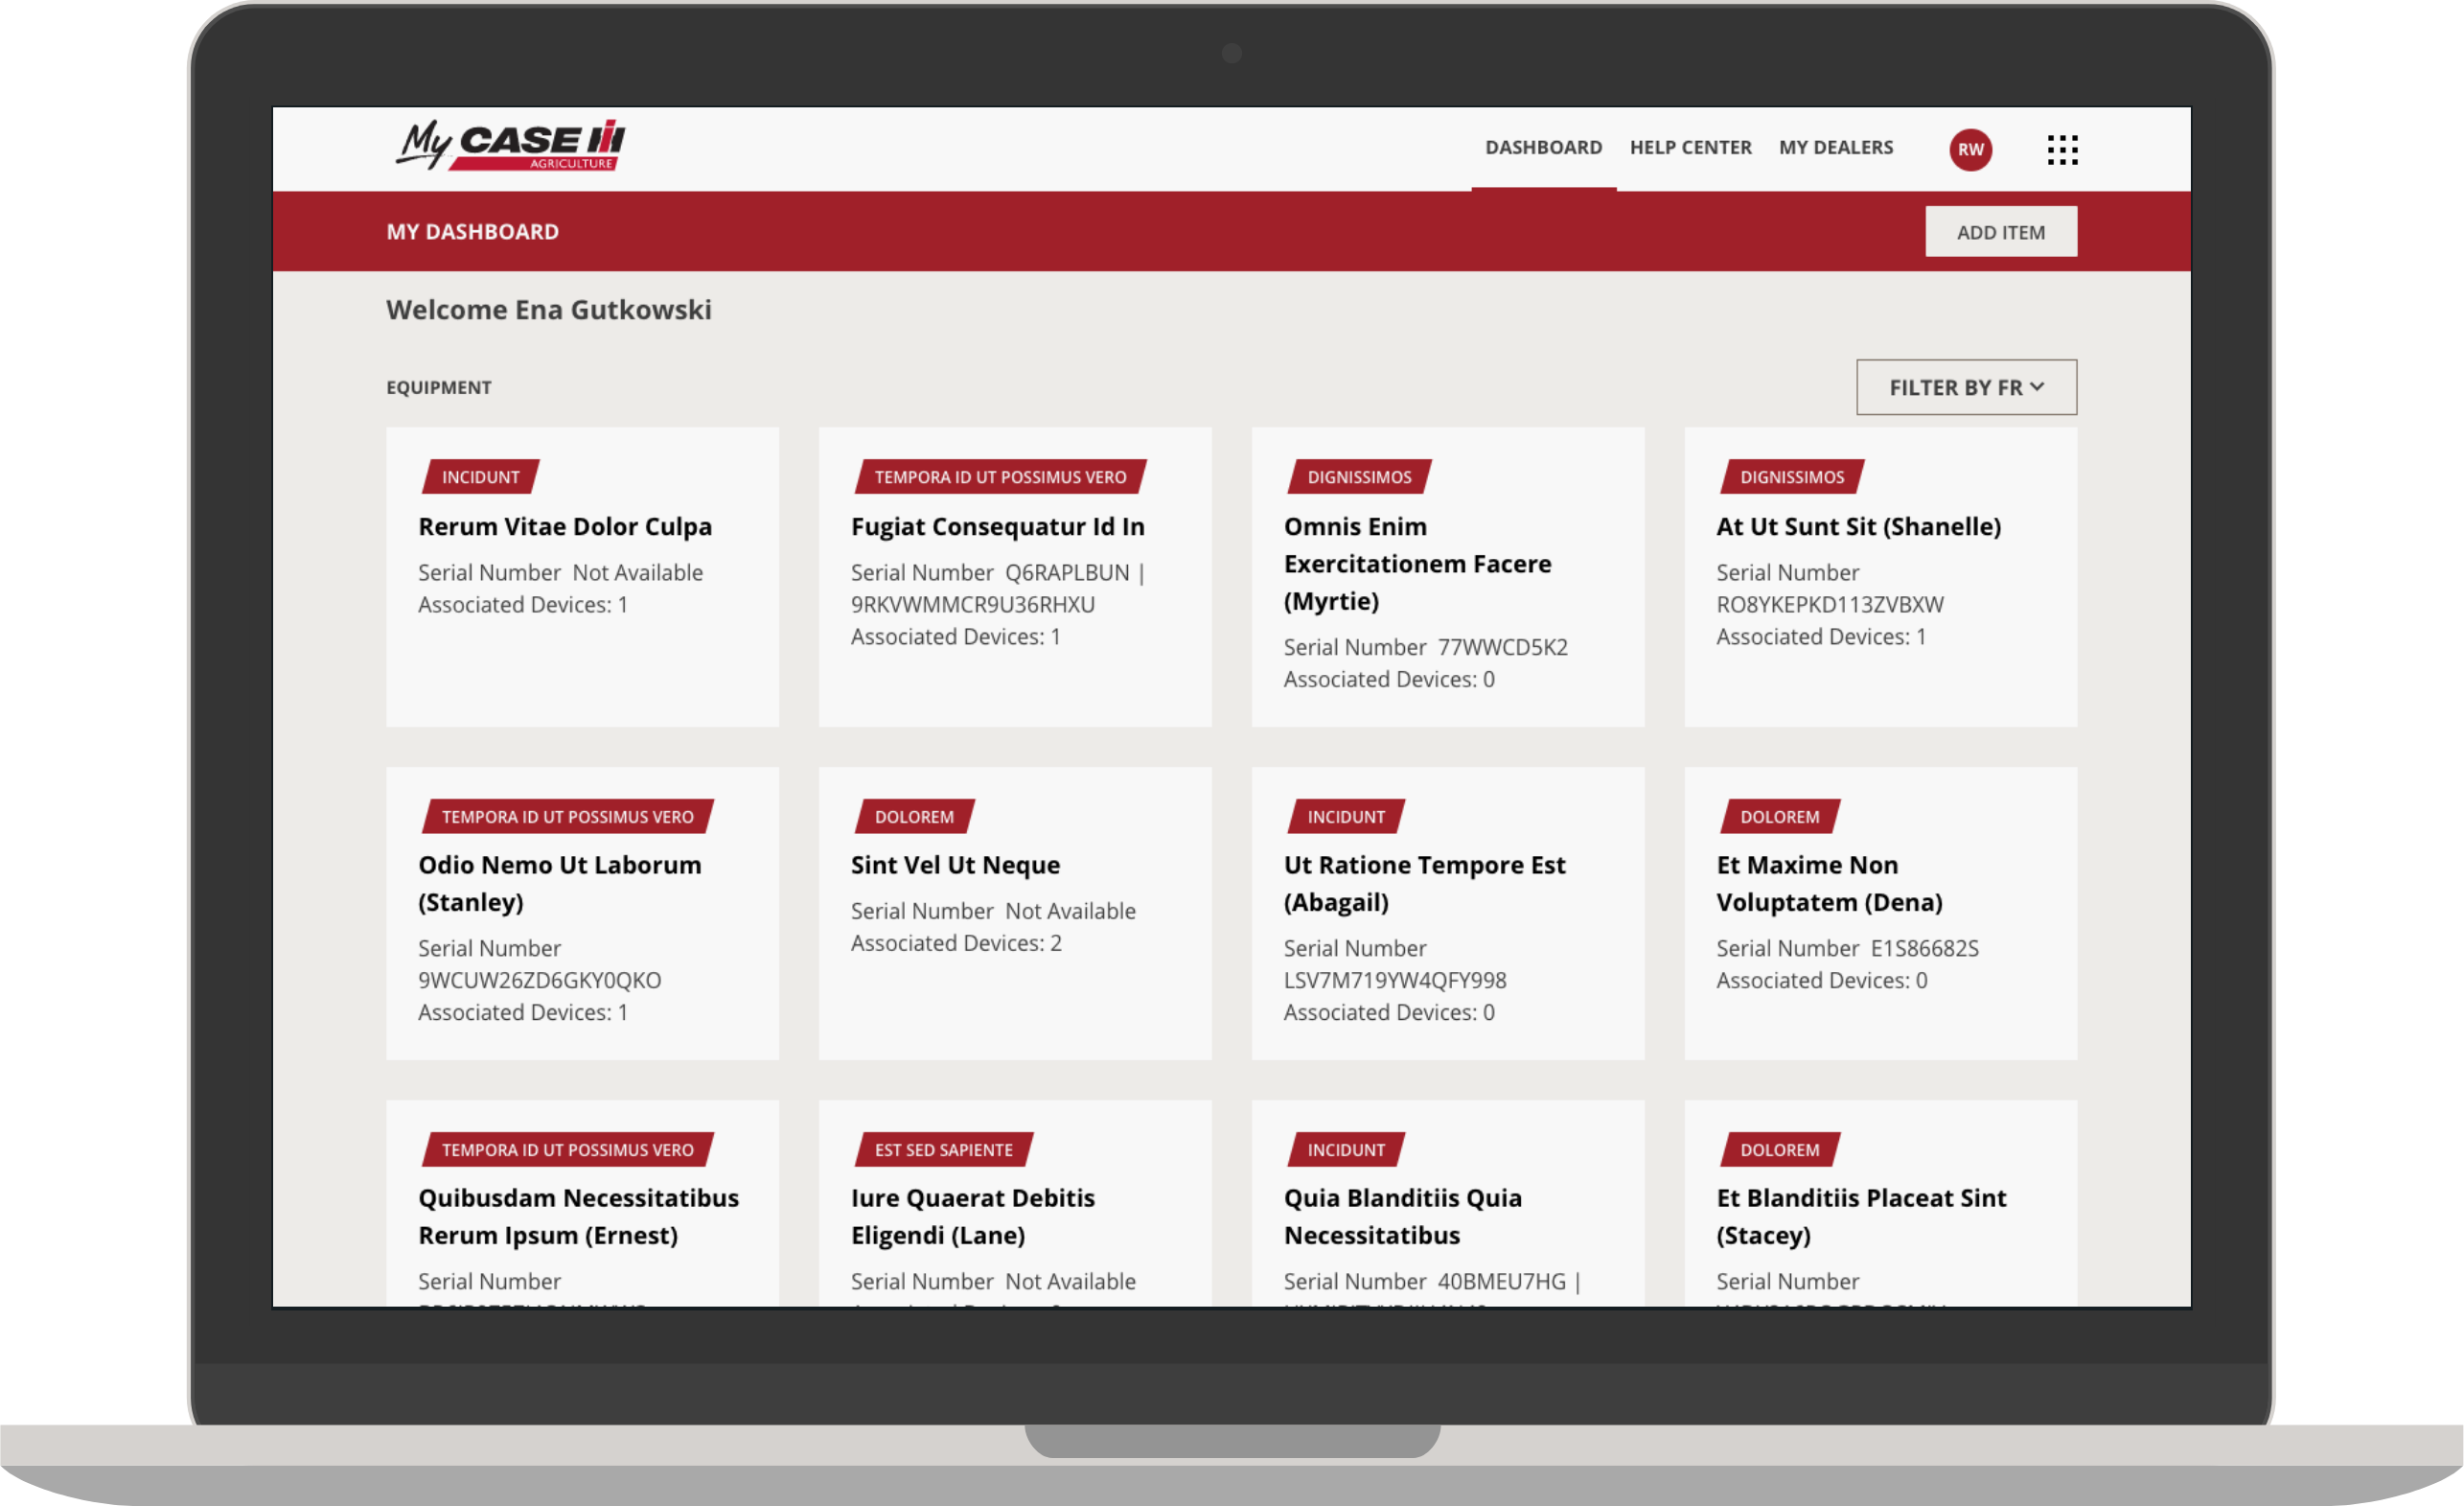 My CASE IH
AGRICULTURE
DASHBOARD
HELP CENTER
MY DEALERS
RW
MY DASHBOARD
ADD ITEM
Welcome Ena Gutkowski
EQUIPMENT
FILTER BY FR
INCIDUNT
Rerum Vitae Dolor Culpa
Serial Number Not Available
Associated Devices: 1
TEMPORA ID UT POSSIMUS VERO
Fugiat Consequatur Id In
Serial Number Q6RAPLBUN |
9RKVWMMCR9U36RHXU
Associated Devices: 1
DIGNISSIMOS
Omnis Enim
Exercitationem Facere
(Myrtie)
Serial Number 77WWCD5K2
Associated Devices: 0
DIGNISSIMOS
At Ut Sunt Sit (Shanelle)
Serial Number
RO8YKEPKD113ZVBXW
Associated Devices: 1
TEMPORA ID UT POSSIMUS VERO
Odio Nemo Ut Laborum
(Stanley)
Serial Number
9WCUW26ZD6GKY0QKO
Associated Devices: 1
DOLOREM
Sint Vel Ut Neque
Serial Number Not Available
Associated Devices: 2
INCIDUNT
Ut Ratione Tempore Est
(Abagail)
Serial Number
LSV7M719YW4QFY998
Associated Devices: 0
DOLOREM
Et Maxime Non
Voluptatem (Dena)
Serial Number E1S86682S
Associated Devices: 0
TEMPORA ID UT POSSIMUS VERO
Quibusdam Necessitatibus
Rerum Ipsum (Ernest)
Serial Number
EST SED SAPIENTE
Iure Quaerat Debitis
Eligendi (Lane)
Serial Number Not Available
INCIDUNT
Quia Blanditiis Quia
Necessitatibus
Serial Number 40BMEU7HG |
DOLOREM
Et Blanditiis Placeat Sint
(Stacey)
Serial Number